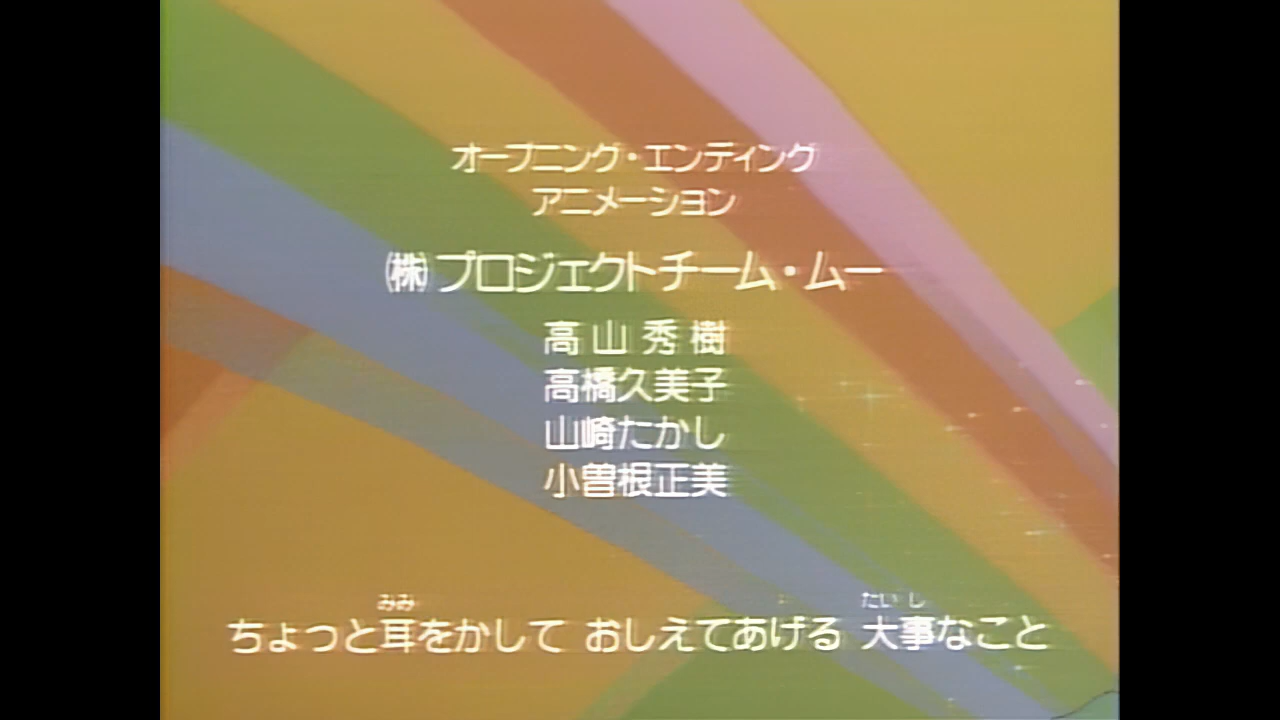 オープニング・エンディング
アニメーション
㈱プロジェクトチーム・ムー
高山秀樹
高橋久美子
山崎たかし
小曽根正美
みみ だいじ
ちょっと耳をかして おしえてあげる 大事なこと